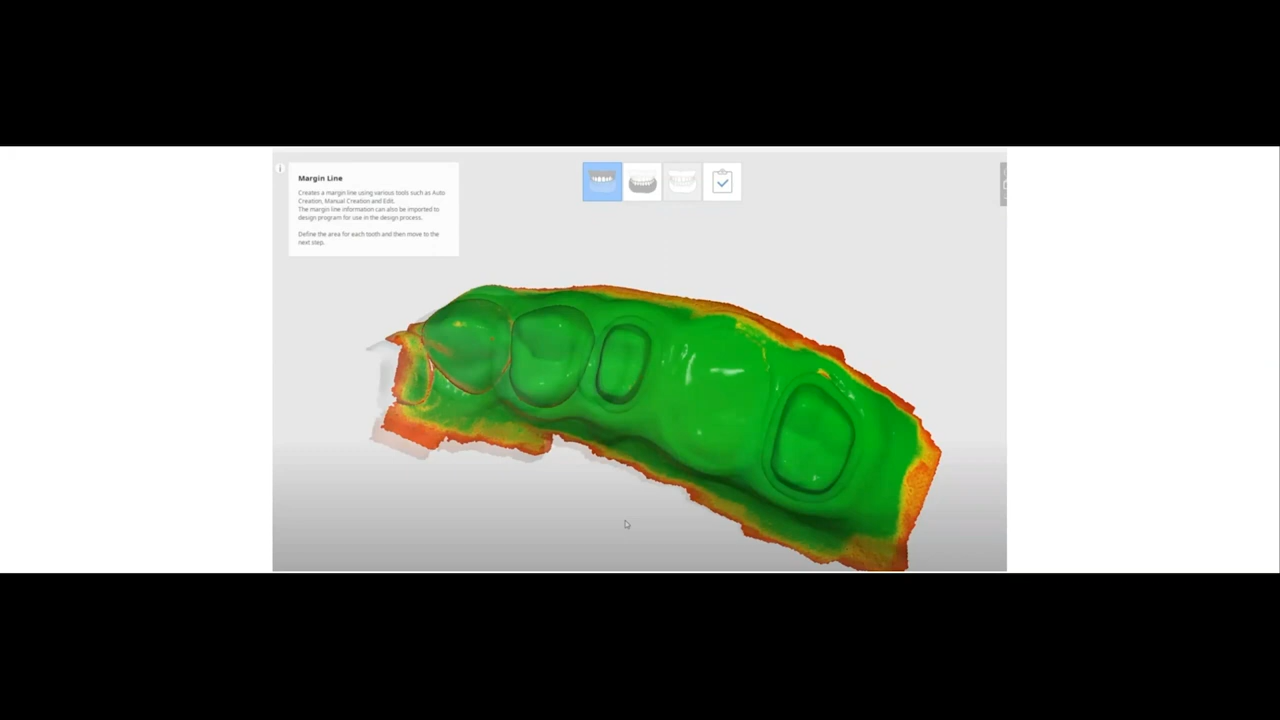 Margin Line
Creates a margin line using various tools such as Auto
Creation, Manual Creation and Edit.
The margin line information can also be imported to
design program for use in the design process.
Define the area for each tooth and then move to the
next step.